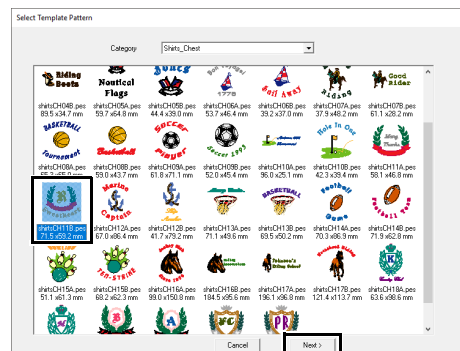 Select Template Pattern
Category
Shirts_Chest
Riding Boots
Nautical Flags
Good Rider
shirtsCH04B.pes shirtsCH05A.pes shirtsCH05B.pes shirtsCH06A.pes shirtsCH06B.pes shirtsCH07A.pes shirtsCH07B.pes
89.5 x34.7 mm 59.7 x64.8 mm 44.4 x39.0 mm 53.7 x46.4 mm 39.2 x37.0 mm 37.9 x48.2 mm 61.1 x28.2 mm
BASKETBALL Tournament
Basketball
Soccer Player
Soccer 1995
Hole In One
Many Thanks
shirtsCH08A.pes shirtsCH08B.pes shirtsCH09A.pes shirtsCH09B.pes shirtsCH10A.pes shirtsCH10B.pes shirtsCH11A.pes
59.0 x43.7 mm 61.8 x71.1 mm 52.0 x45.4 mm 96.0 x25.1 mm 42.3 x39.4 mm 58.1 x46.8 mm
Marine Captain
BASKETBALL
Football Game
shirtsCH11B.pes shirtsCH12A.pes shirtsCH12B.pes shirtsCH13A.pes shirtsCH13B.pes shirtsCH14A.pes shirtsCH14B.pes
71.5 x59.2 mm 67.0 x86.4 mm 41.7 x79.2 mm 71.1 x49.6 mm 69.5 x50.2 mm 70.3 x86.9 mm 71.9 x62.8 mm
TEN-STRIKE
shirtsCH15A.pes shirtsCH15B.pes shirtsCH16A.pes shirtsCH16B.pes shirtsCH17A.pes shirtsCH17B.pes shirtsCH18A.pes
51.1 x61.3 mm 68.2 x62.3 mm 99.0 x150.8 mm 184.5 x95.6 mm 196.1 x96.8 mm 121.4 x113.7 mm 63.6 x98.6 mm
Cancel
Next >